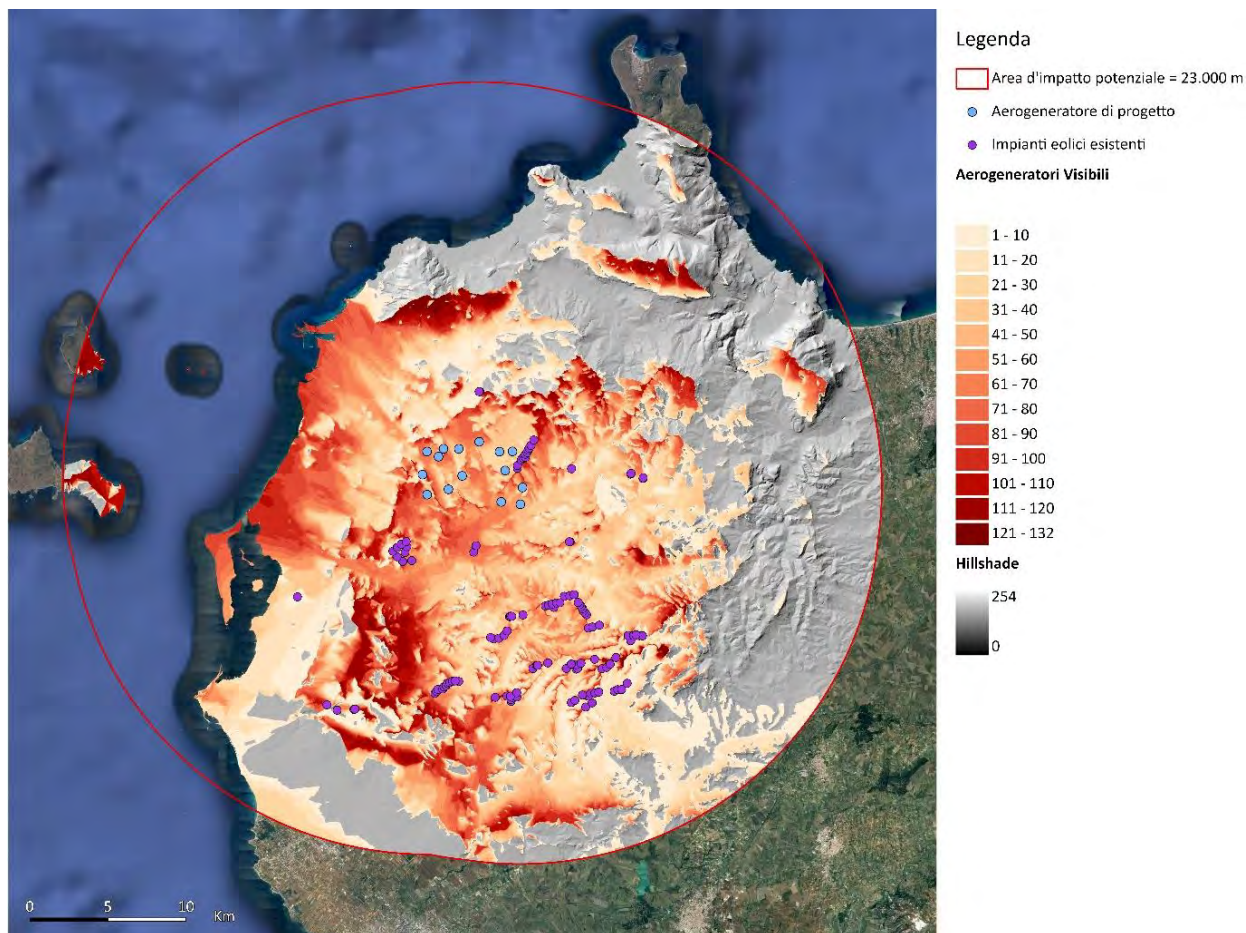 Legenda
Area d'impatto potenziale = 23.000 m
Aerogeneratore di progetto
Impianti eolici esistenti
Aerogeneratori Visibili
1 - 10
11 - 20
21 - 30
31 - 40
41 - 50
51 - 60
61 - 70
71 - 80
81 - 90
91 - 100
101 - 110
111 - 120
121 - 132
Hillshade
254
0
0 5 10 Km